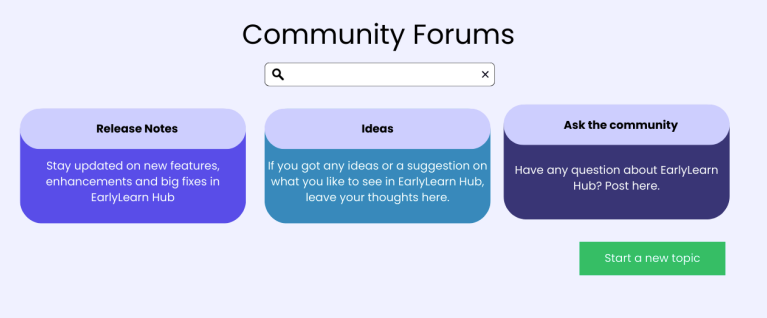 Community Forums
Release Notes
Stay updated on new features,
enhancements and big fixes in
EarlyLearn Hub
Ideas
If you got any ideas or a suggestion on
what you like to see in EarlyLearn Hub,
leave your thoughts here.
Ask the community
Have any question about EarlyLearn
Hub? Post here.
Start a new topic